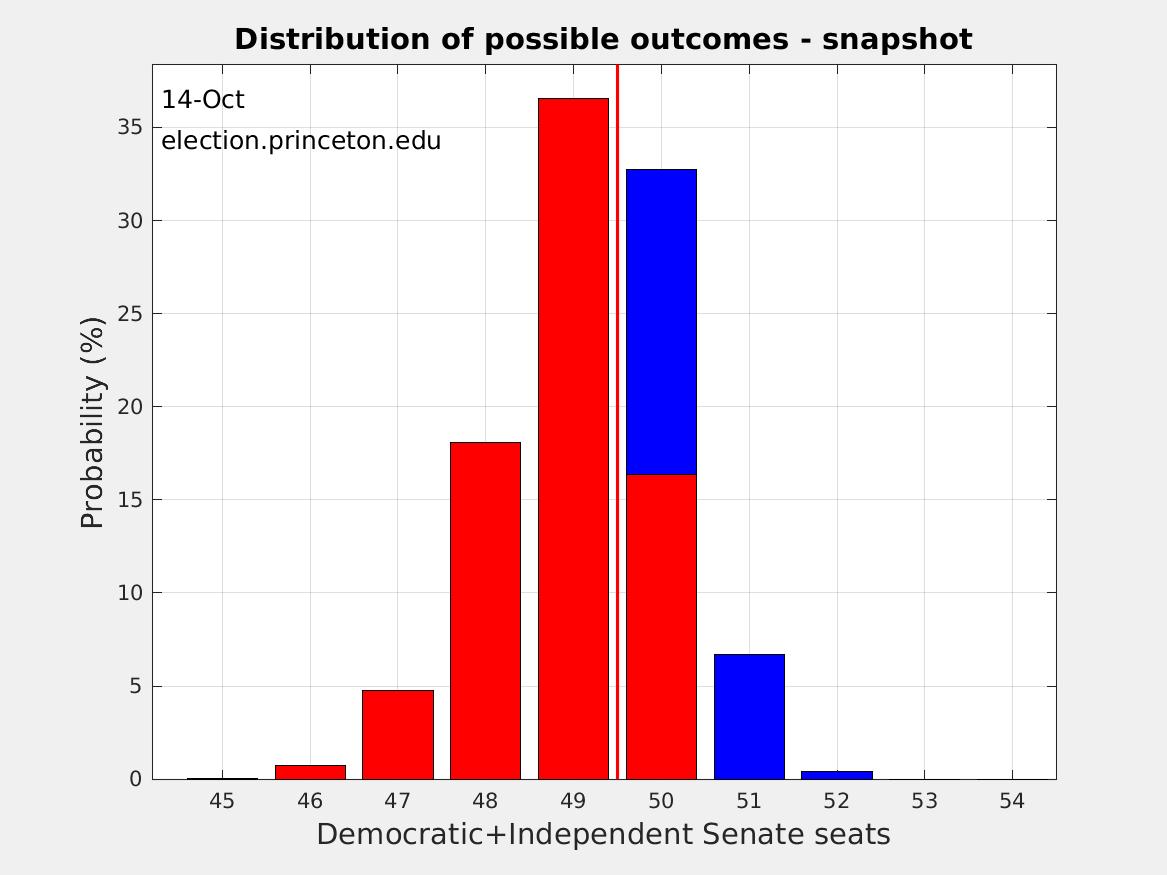 Distribution of possible outcomes - snapshot
14-Oct
election.princeton.edu
Probability (%)
35
30
25
20
15
10
5
0
45 46 47 48 49 50 51 52 53 54
Democratic+Independent Senate seats